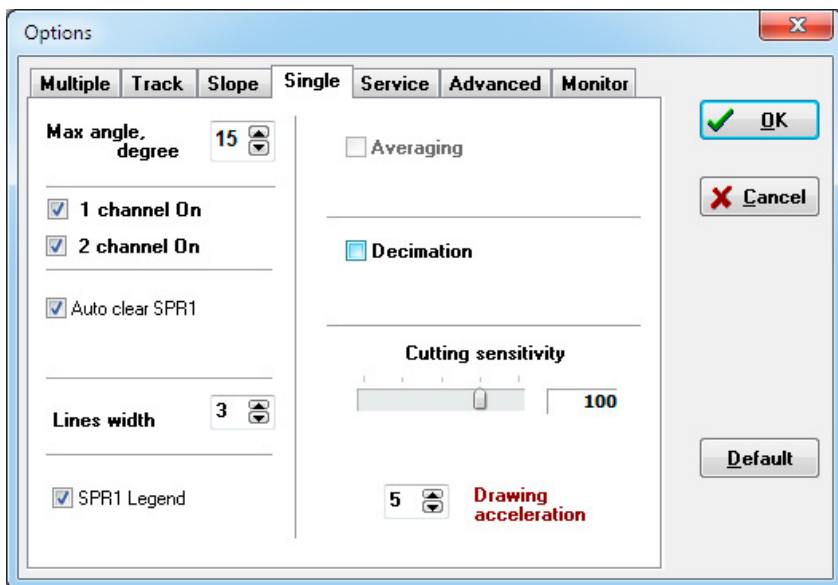 Options
Multiple Track Slope Single Service Advanced Monitor
Max angle,
degree
15
1 channel On
2 channel On
Auto clear SPR1
Lines width
3
SPR1 Legend
Averaging
Decimation
Cutting sensitivity
100
5
Drawing
acceleration
OK
Cancel
Default